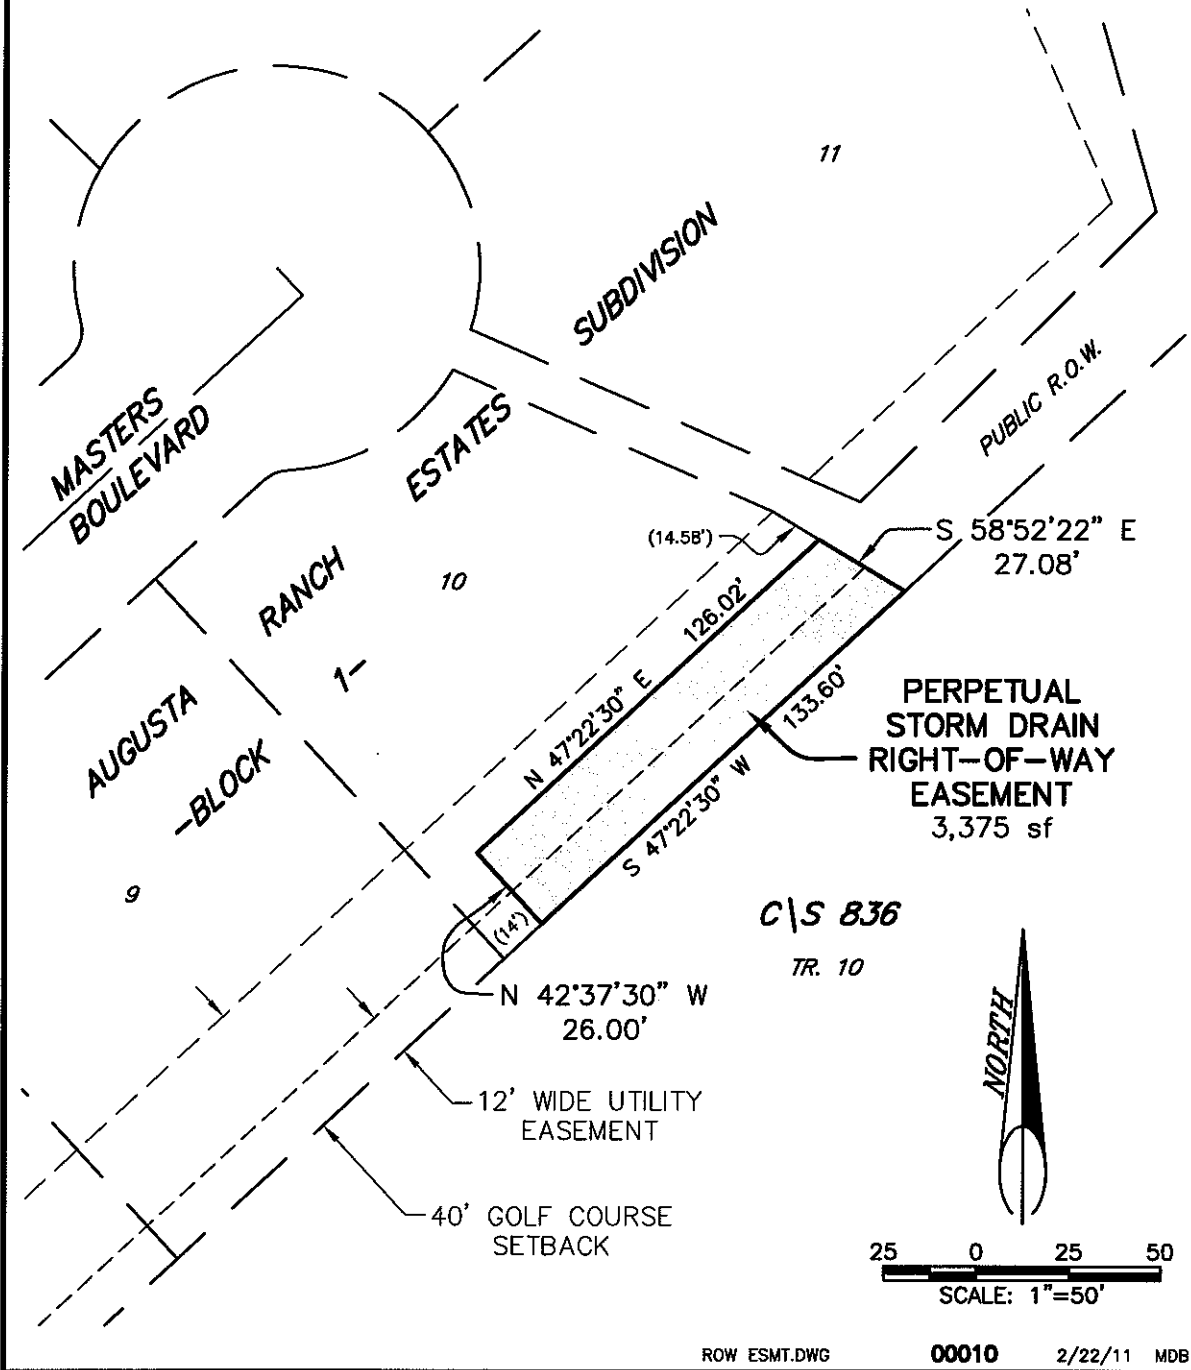 11
SUBDIVISION
MASTERS
BOULEVARD
ESTATES
PUBLIC R.O.W.
(14.58')
S 58°52'22" E
27.08'
RANCH
10
126.02'
N 47°22'30" E
133.60'
S 47°22'30" W
PERPETUAL
STORM DRAIN
RIGHT-OF-WAY
EASEMENT
3,375 sf
AUGUSTA
-BLOCK 1-
9
(14')
C\S 836
TR. 10
N 42°37'30" W
26.00'
NORTH
12' WIDE UTILITY
EASEMENT
40' GOLF COURSE
SETBACK
25 0 25 50
SCALE: 1"=50'
ROW ESMT.DWG 00010 2/22/11 MDB